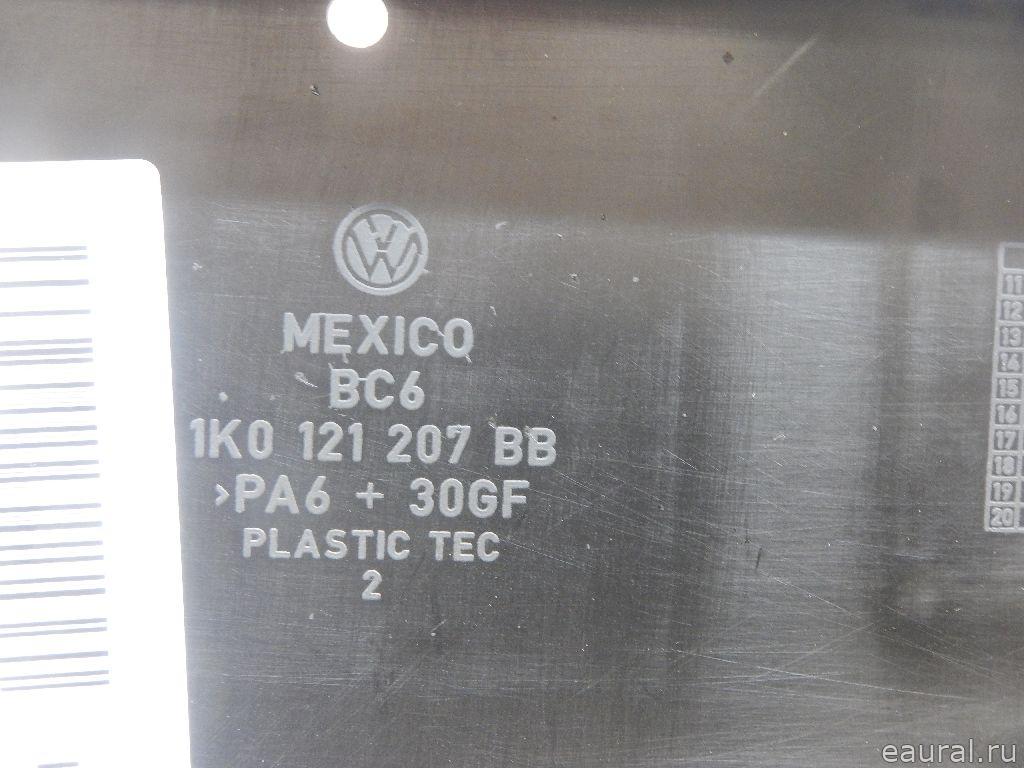 MEXICO
BC6
1K0 121 207 BB
>PA6 + 30GF
PLASTIC TEC
2
11
12
13
14
15
16
17
18
19
20
eaural.ru